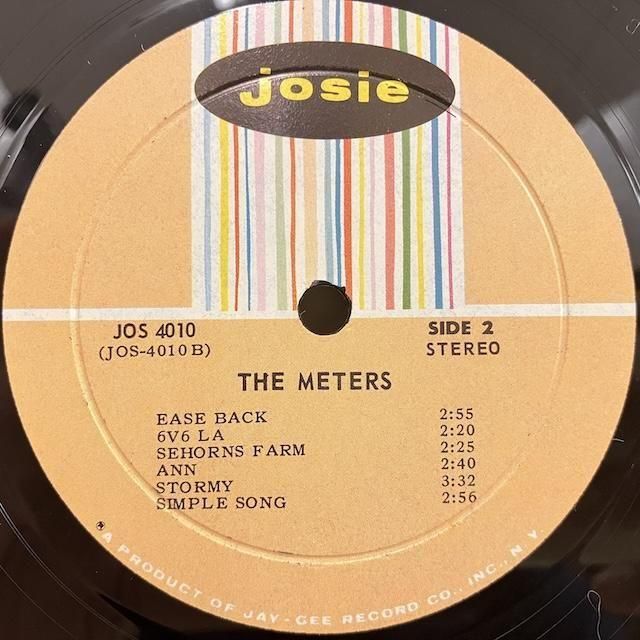 josie
JOS 4010
(JOS-4010 B)
SIDE 2
STEREO
THE METERS
EASE BACK 2:55
6V6 LA 2:20
SEHORNS FARM 2:25
ANN 2:40
STORMY 3:32
SIMPLE SONG 2:56
A PRODUCT OF JAY-GEE RECORD CO., INC., N. Y.